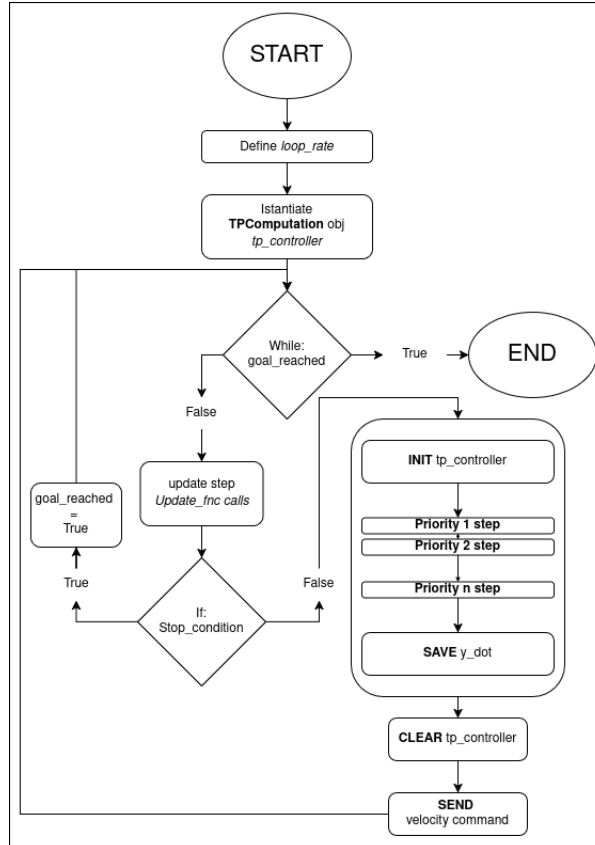 START
Define loop_rate
Istantiate
TPComputation obj
tp_controller
While:
goal_reached
True
END
False
update step
Update_fnc calls
goal_reached
=
True
True
If:
Stop_condition
False
INIT tp_controller
Priority 1 step
Priority 2 step
Priority n step
SAVE y_dot
CLEAR tp_controller
SEND
velocity command